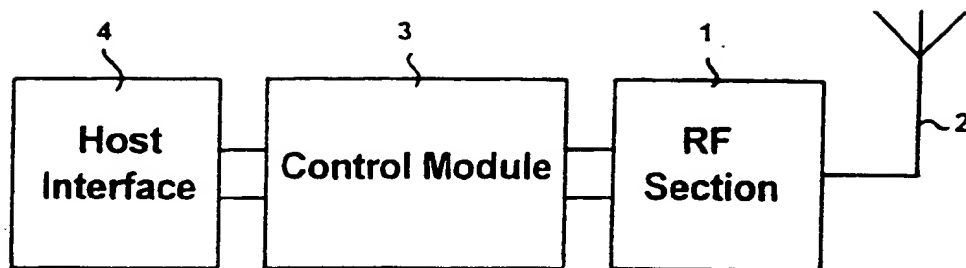 4
3
1
2
Host
Interface
Control Module
RF
Section